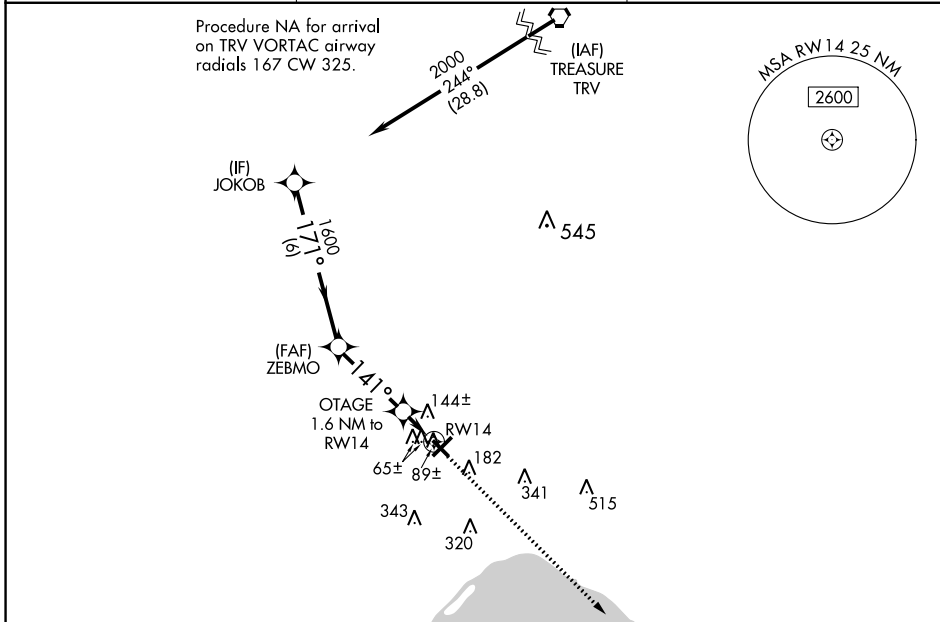 Procedure NA for arrival
on TRV VORTAC airway
radials 167 CW 325.
2000
244°
(28.8)
(IAF)
TREASURE
TRV
MSA RW14 25 NM
2600
(IF)
JOKOB
1600
171°
(6)
545
(FAF)
ZEBMO
141°
OTAGE
1.6 NM to
RW14
144±
RW14
65±
89±
182
341
515
343
320